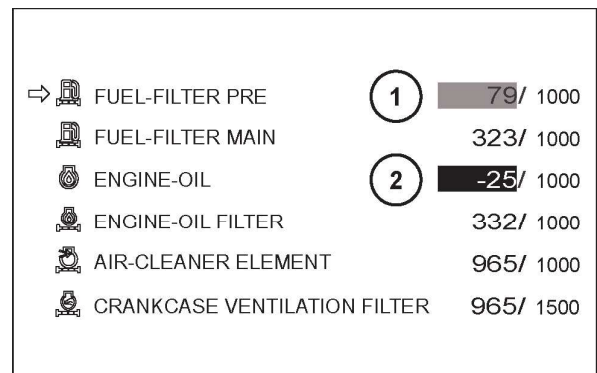 FUEL-FILTER PRE 1 79/ 1000
FUEL-FILTER MAIN 323/ 1000
ENGINE-OIL 2 -25/ 1000
ENGINE-OIL FILTER 332/ 1000
AIR-CLEANER ELEMENT 965/ 1000
CRANKCASE VENTILATION FILTER 965/ 1500